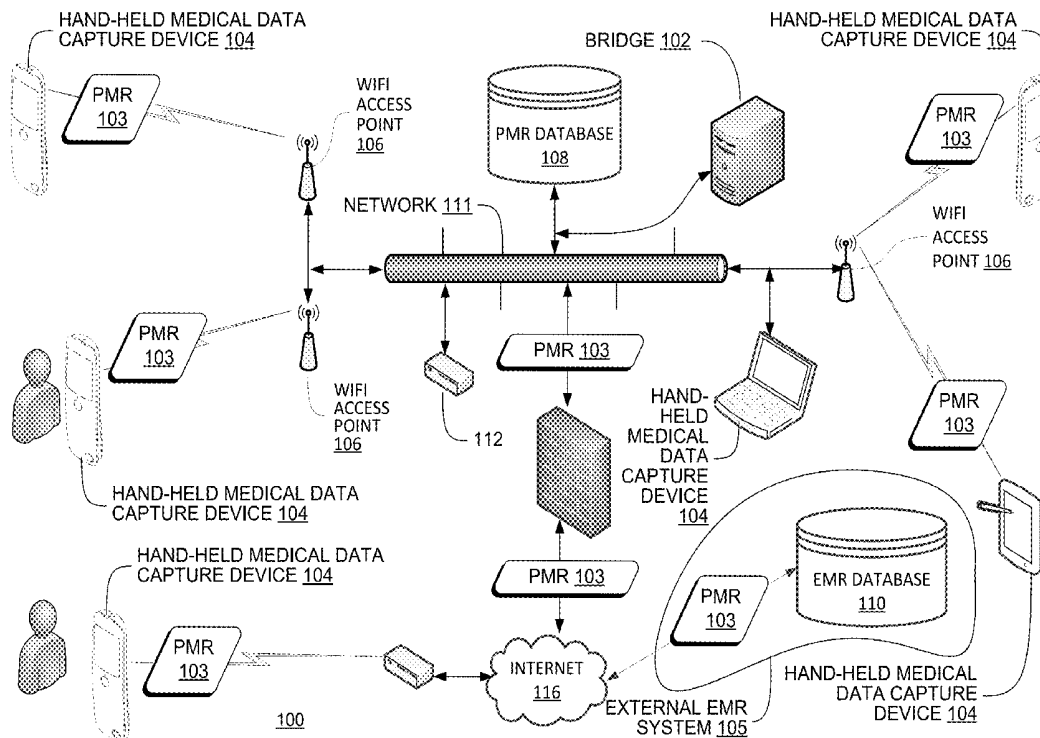 HAND-HELD MEDICAL DATA
CAPTURE DEVICE 104
PMR
103
WIFI
ACCESS
POINT
106
BRIDGE 102
PMR DATABASE
108
HAND-HELD MEDICAL DATA
CAPTURE DEVICE 104
PMR
103
NETWORK 111
WIFI
ACCESS
POINT 106
PMR
103
WIFI
ACCESS
POINT
106
HAND-HELD MEDICAL DATA
CAPTURE DEVICE 104
112
PMR 103
HAND-
HELD
MEDICAL
DATA
CAPTURE
DEVICE
104
PMR
103
HAND-HELD MEDICAL DATA
CAPTURE DEVICE 104
PMR
103
100
PMR 103
INTERNET
116
PMR
103
EMR DATABASE
110
EXTERNAL EMR
SYSTEM 105
HAND-HELD MEDICAL
DATA CAPTURE
DEVICE 104